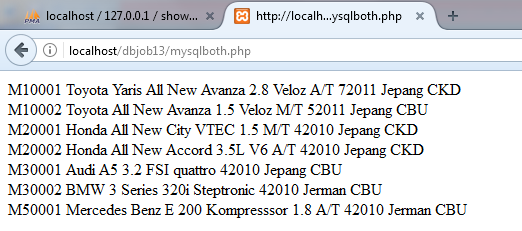 PMA
localhost / 127.0.0.1 / show...
http://localh...ysqlboth.php
localhost/dbjob13/mysqlboth.php
M10001 Toyota Yaris All New Avanza 2.8 Veloz A/T 72011 Jepang CKD
M10002 Toyota All New Avanza 1.5 Veloz M/T 52011 Jepang CBU
M20001 Honda All New City VTEC 1.5 M/T 42010 Jepang CKD
M20002 Honda All New Accord 3.5L V6 A/T 42010 Jepang CKD
M30001 Audi A5 3.2 FSI quattro 42010 Jepang CBU
M30002 BMW 3 Series 320i Steptronic 42010 Jerman CBU
M50001 Mercedes Benz E 200 Kompresssor 1.8 A/T 42010 Jerman CBU